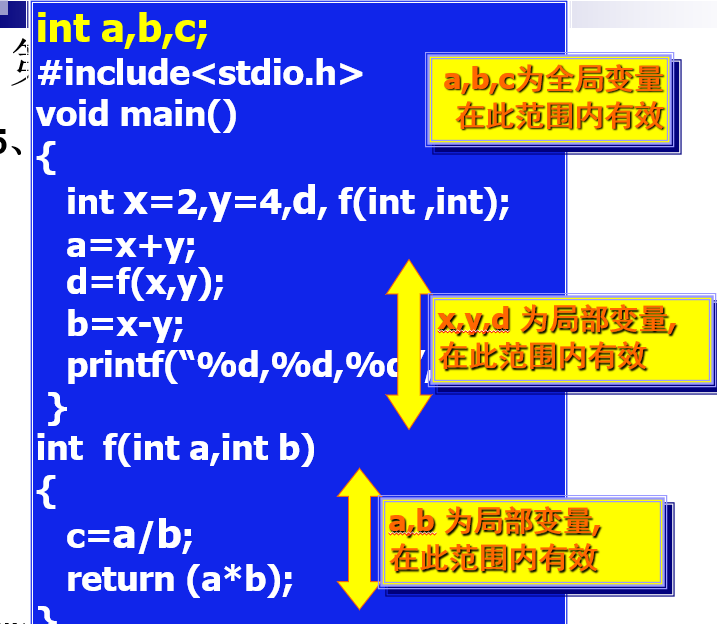 int a,b,c;
#include<stdio.h>
void main()
{
int x=2,y=4,d, f(int ,int);
a=x+y;
d=f(x,y);
b=x-y;
printf(“%d,%d,%d
}
int f(int a,int b)
{
c=a/b;
return (a*b);
}
a,b,c为全局变量
在此范围内有效
x,y,d 为局部变量,
在此范围内有效
a,b 为局部变量,
在此范围内有效
5、